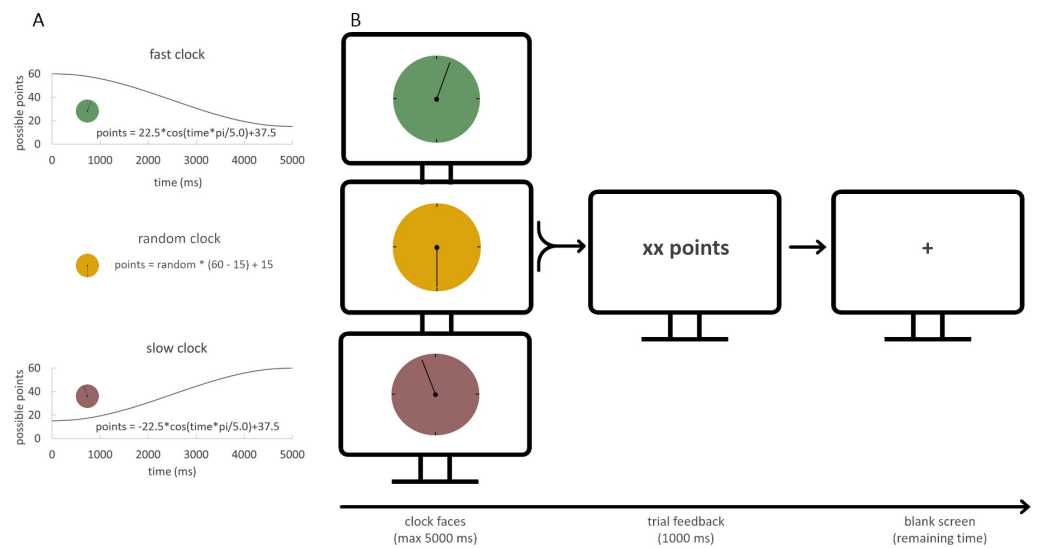 A
fast clock
possible points
60
40
20
0
points = 22.5*cos(time*pi/5.0)+37.5
0 1000 2000 3000 4000 5000
time (ms)
random clock
points = random * (60 - 15) + 15
slow clock
possible points
60
40
20
0
points = -22.5*cos(time*pi/5.0)+37.5
0 1000 2000 3000 4000 5000
time (ms)
B
xx points
+
clock faces
(max 5000 ms)
trial feedback
(1000 ms)
blank screen
(remaining time)